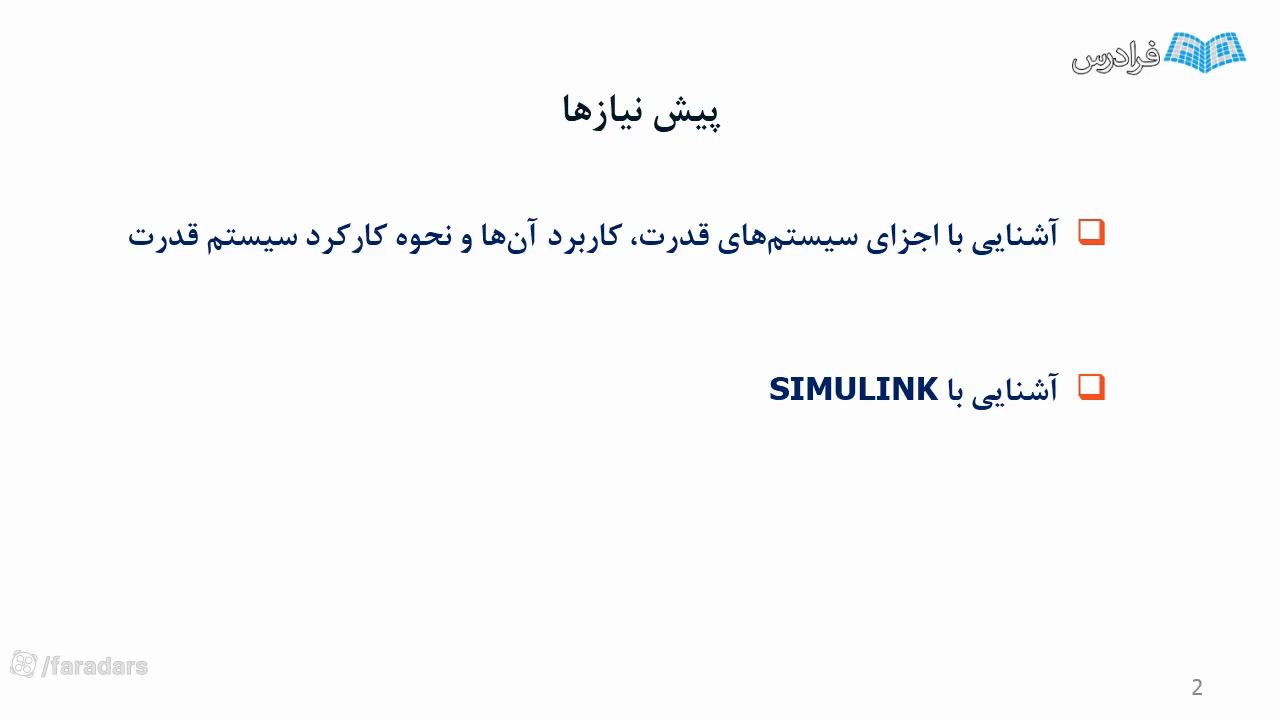 فرادرس
پیش نیازها
آشنایی با اجزای سیستم‌های قدرت، کاربرد آن‌ها و نحوه کارکرد سیستم قدرت
آشنایی با SIMULINK
/faradars
2